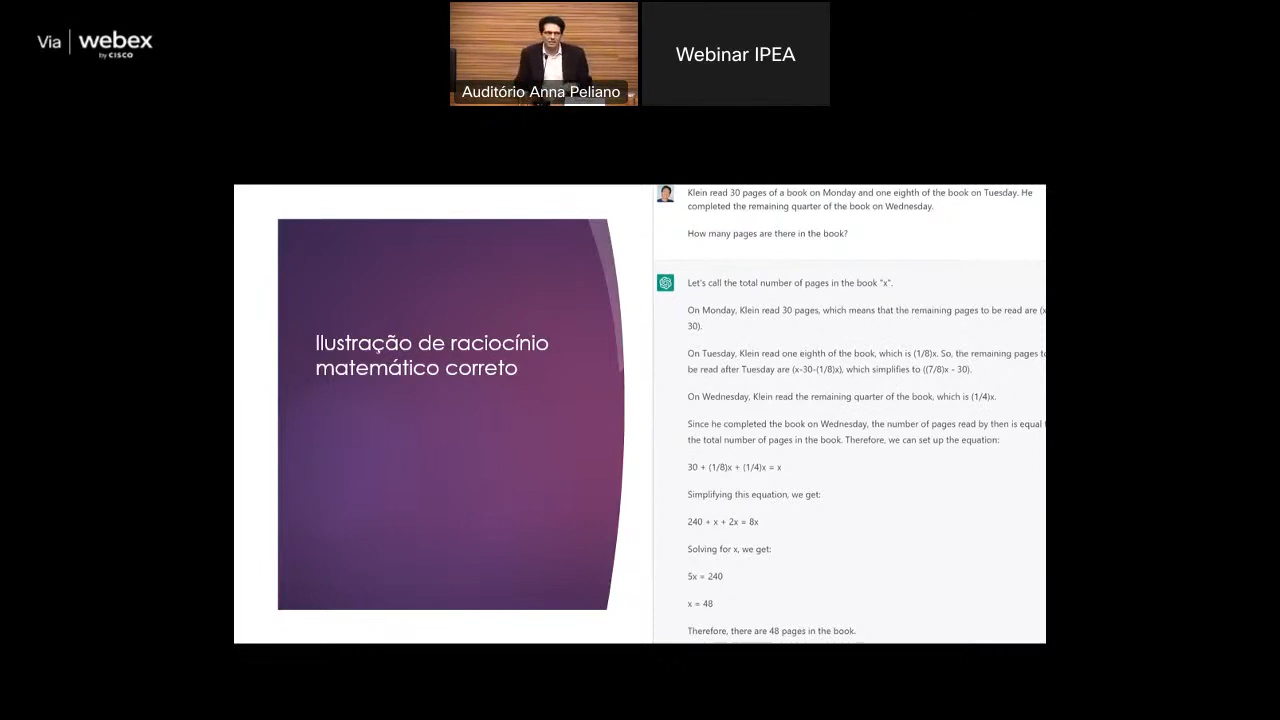 Via | webex
by CISCO
Auditório Anna Peliano
Webinar IPEA
Ilustração de raciocínio
matemático correto
Klein read 30 pages of a book on Monday and one eighth of the book on Tuesday. He
completed the remaining quarter of the book on Wednesday.
How many pages are there in the book?
Let's call the total number of pages in the book "x".
On Monday, Klein read 30 pages, which means that the remaining pages to be read are (x
30).
On Tuesday, Klein read one eighth of the book, which is (1/8)x. So, the remaining pages to
be read after Tuesday are (x-30-(1/8)x), which simplifies to ((7/8)x - 30).
On Wednesday, Klein read the remaining quarter of the book, which is (1/4)x.
Since he completed the book on Wednesday, the number of pages read by then is equal
the total number of pages in the book. Therefore, we can set up the equation:
30 + (1/8)x + (1/4)x = x
Simplifying this equation, we get:
240 + x + 2x = 8x
Solving for x, we get:
5x = 240
x = 48
Therefore, there are 48 pages in the book.